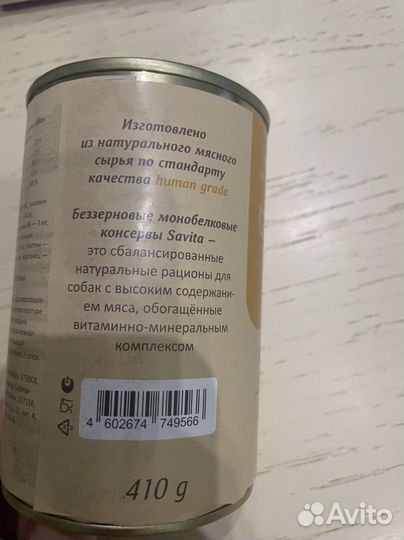 Изготовлено
из натурального мясного
сырья по стандарту
качества human grade
Беззерновые монобелковые
консервы Savita —
это сбалансированные
натуральные рационы для
собак с высоким содержани-
ем мяса, обогащённые
витаминно-минеральным
комплексом
4 602674 749566
410 g
Avito